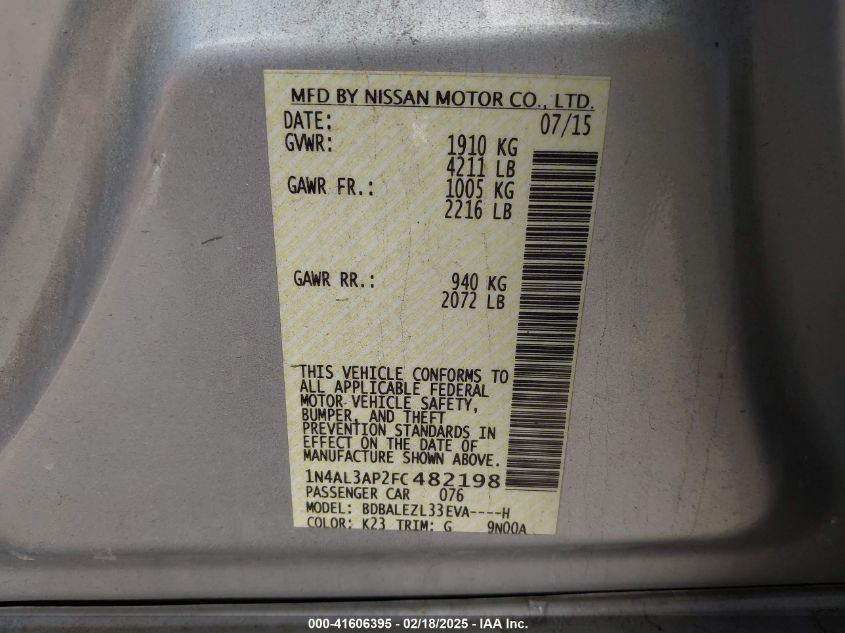 MFD BY NISSAN MOTOR CO., LTD.
DATE: 07/15
GVWR: 1910 KG
4211 LB
GAWR FR.: 1005 KG
2216 LB
GAWR RR.: 940 KG
2072 LB
THIS VEHICLE CONFORMS TO
ALL APPLICABLE FEDERAL
MOTOR VEHICLE SAFETY,
BUMPER, AND THEFT
PREVENTION STANDARDS IN
EFFECT ON THE DATE OF
MANUFACTURE SHOWN ABOVE.
1N4AL3AP2FC482198
PASSENGER CAR 076
MODEL: BDBALEZL33EVA----H
COLOR: K23 TRIM: G 9N00A
000-41606395 - 02/18/2025 - IAA Inc.